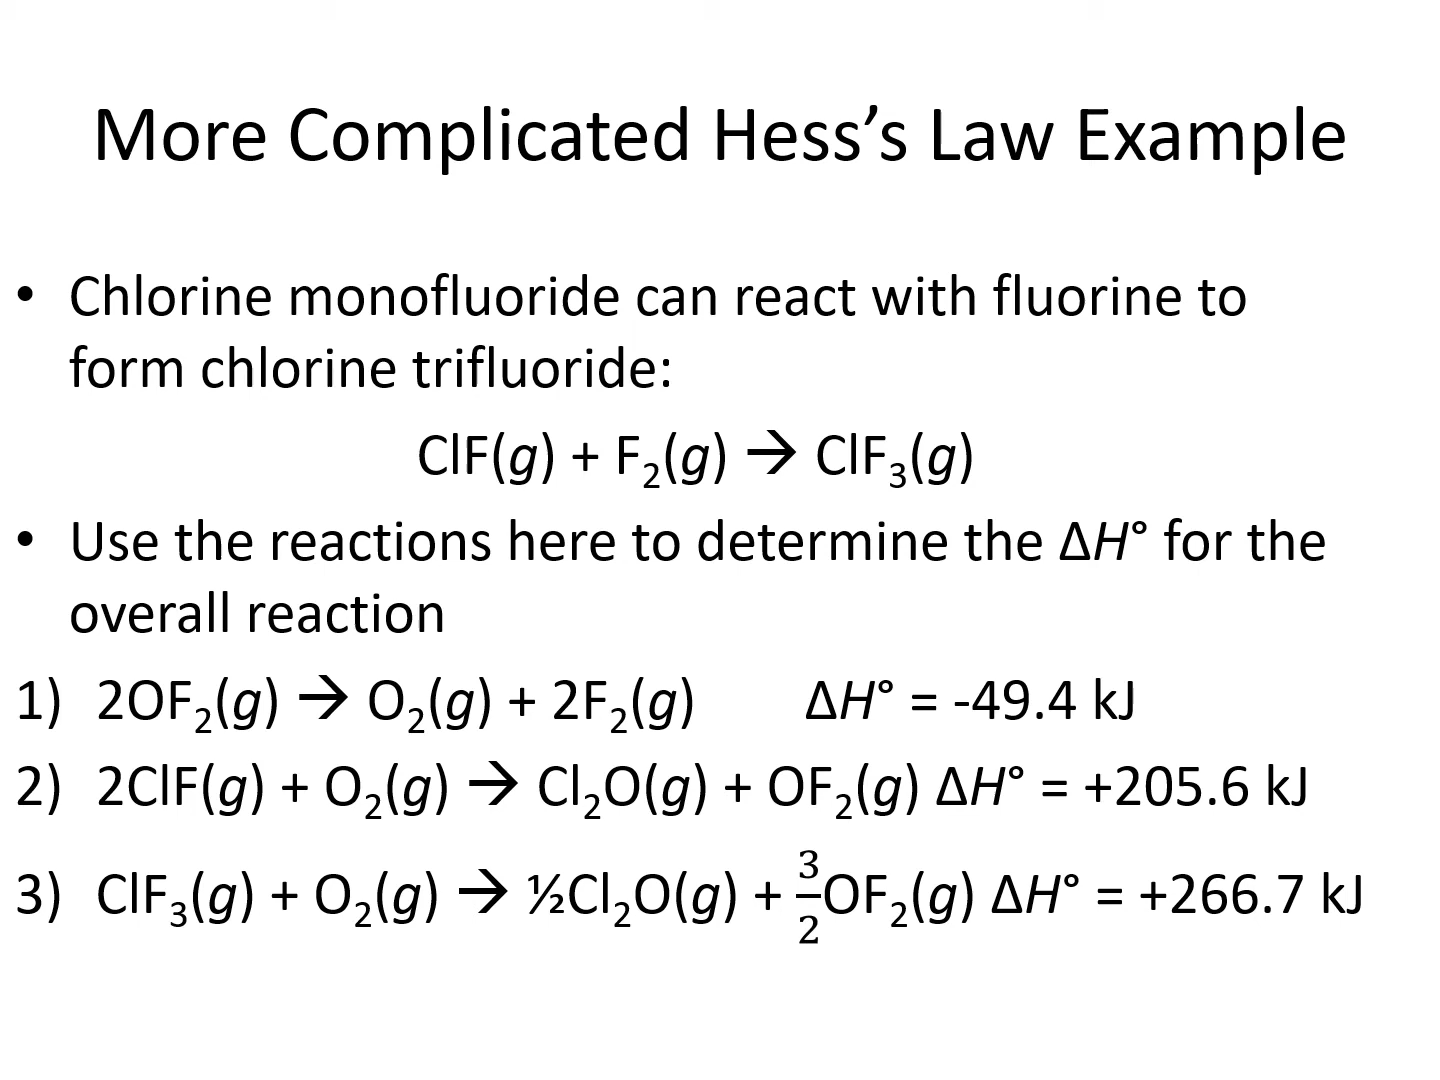 More Complicated Hess’s Law Example
• Chlorine monofluoride can react with fluorine to
form chlorine trifluoride:
ClF(g) + F₂(g) → ClF₃(g)
• Use the reactions here to determine the ΔH° for the
overall reaction
1) 2OF₂(g) → O₂(g) + 2F₂(g) ΔH° = -49.4 kJ
2) 2ClF(g) + O₂(g) → Cl₂O(g) + OF₂(g) ΔH° = +205.6 kJ
3) ClF₃(g) + O₂(g) → ½Cl₂O(g) + 3/2OF₂(g) ΔH° = +266.7 kJ